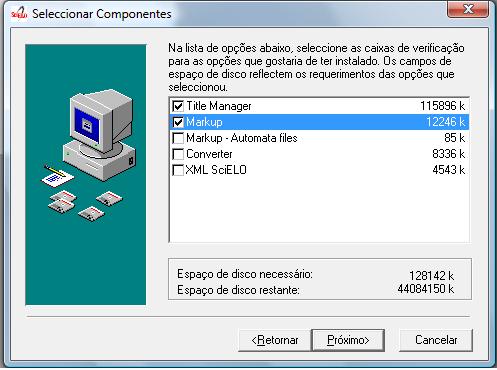 Seleccionar Componentes
Na lista de opções abaixo, seleccione as caixas de verificação
para as opções que gostaria de ter instalado. Os campos de
espaço de disco reflectem os requerimentos das opções que
seleccionou.
Title Manager 115896 k
Markup 12246 k
Markup - Automata files 85 k
Converter 8336 k
XML SciELO 4543 k
Espaço de disco necessário: 128142 k
Espaço de disco restante: 44084150 k
<Retornar Próximo> Cancelar